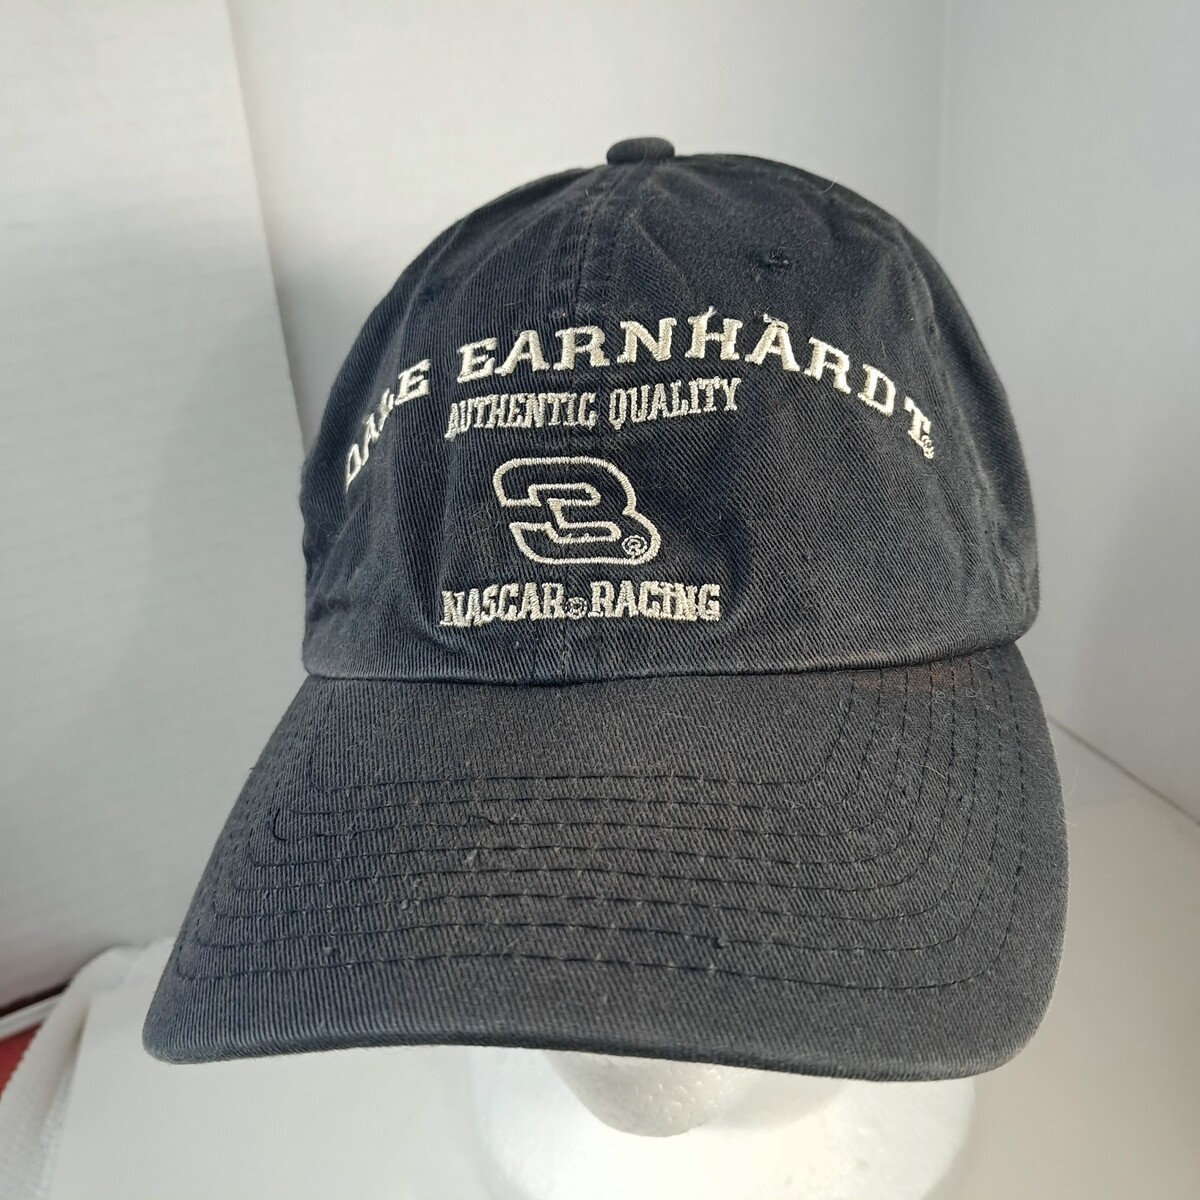 DALE EARNHARDT®
AUTHENTIC QUALITY
3®
NASCAR® RACING